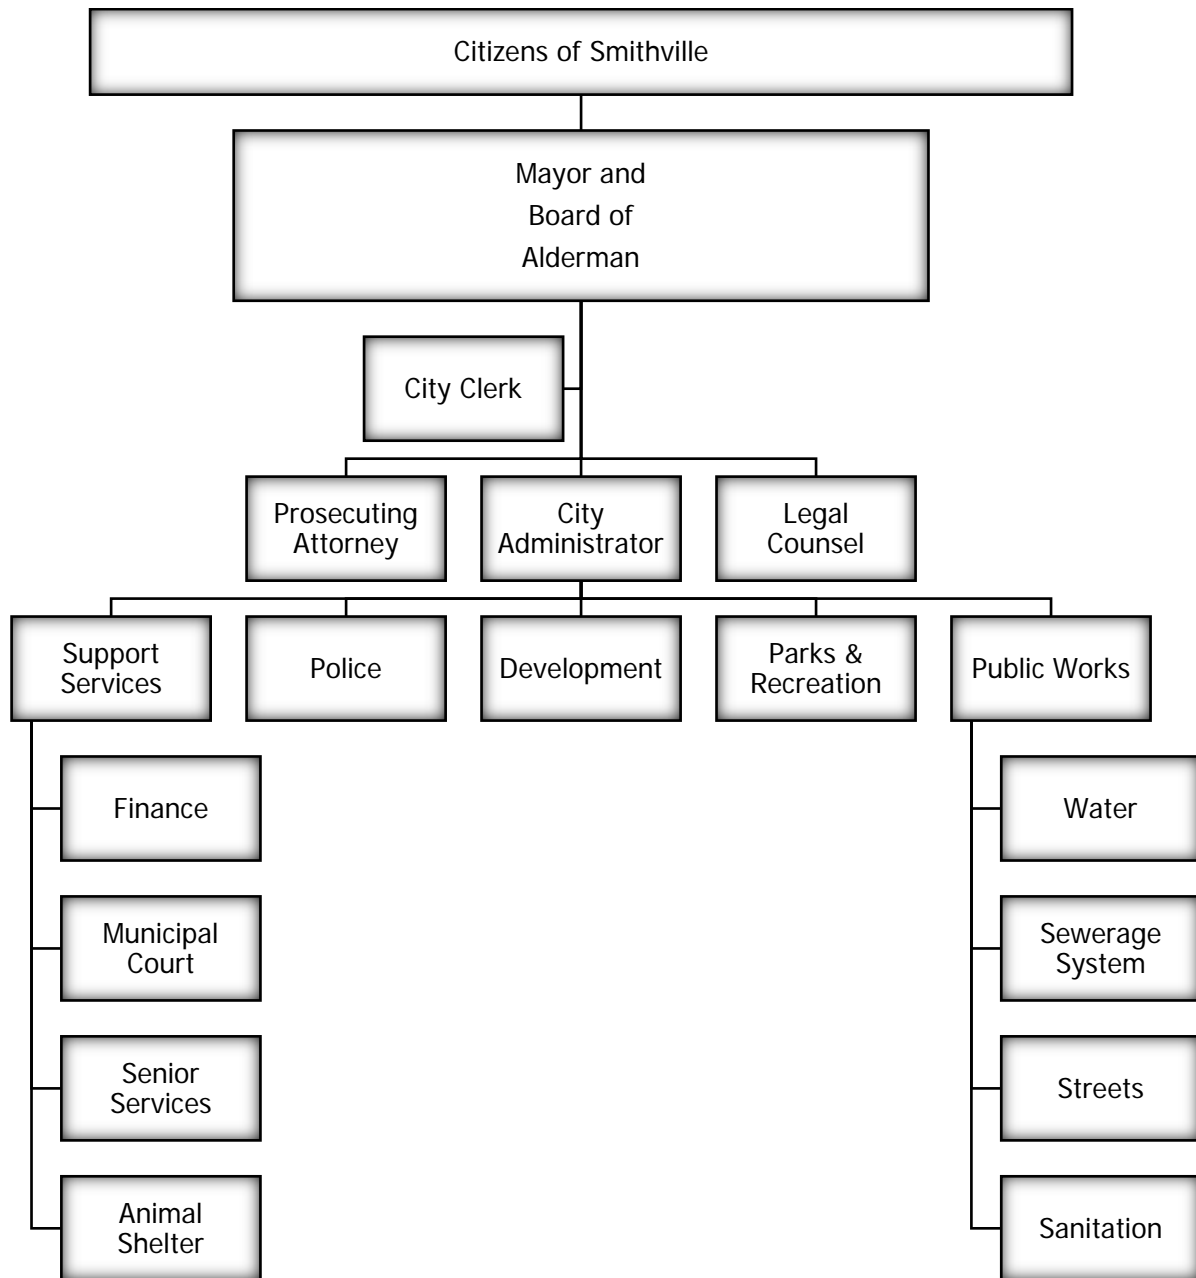 Citizens of Smithville
Mayor and
Board of
Alderman
City Clerk
Prosecuting
Attorney
City
Administrator
Legal
Counsel
Support
Services
Police
Development
Parks &
Recreation
Public Works
Finance
Municipal
Court
Senior
Services
Animal
Shelter
Water
Sewerage
System
Streets
Sanitation